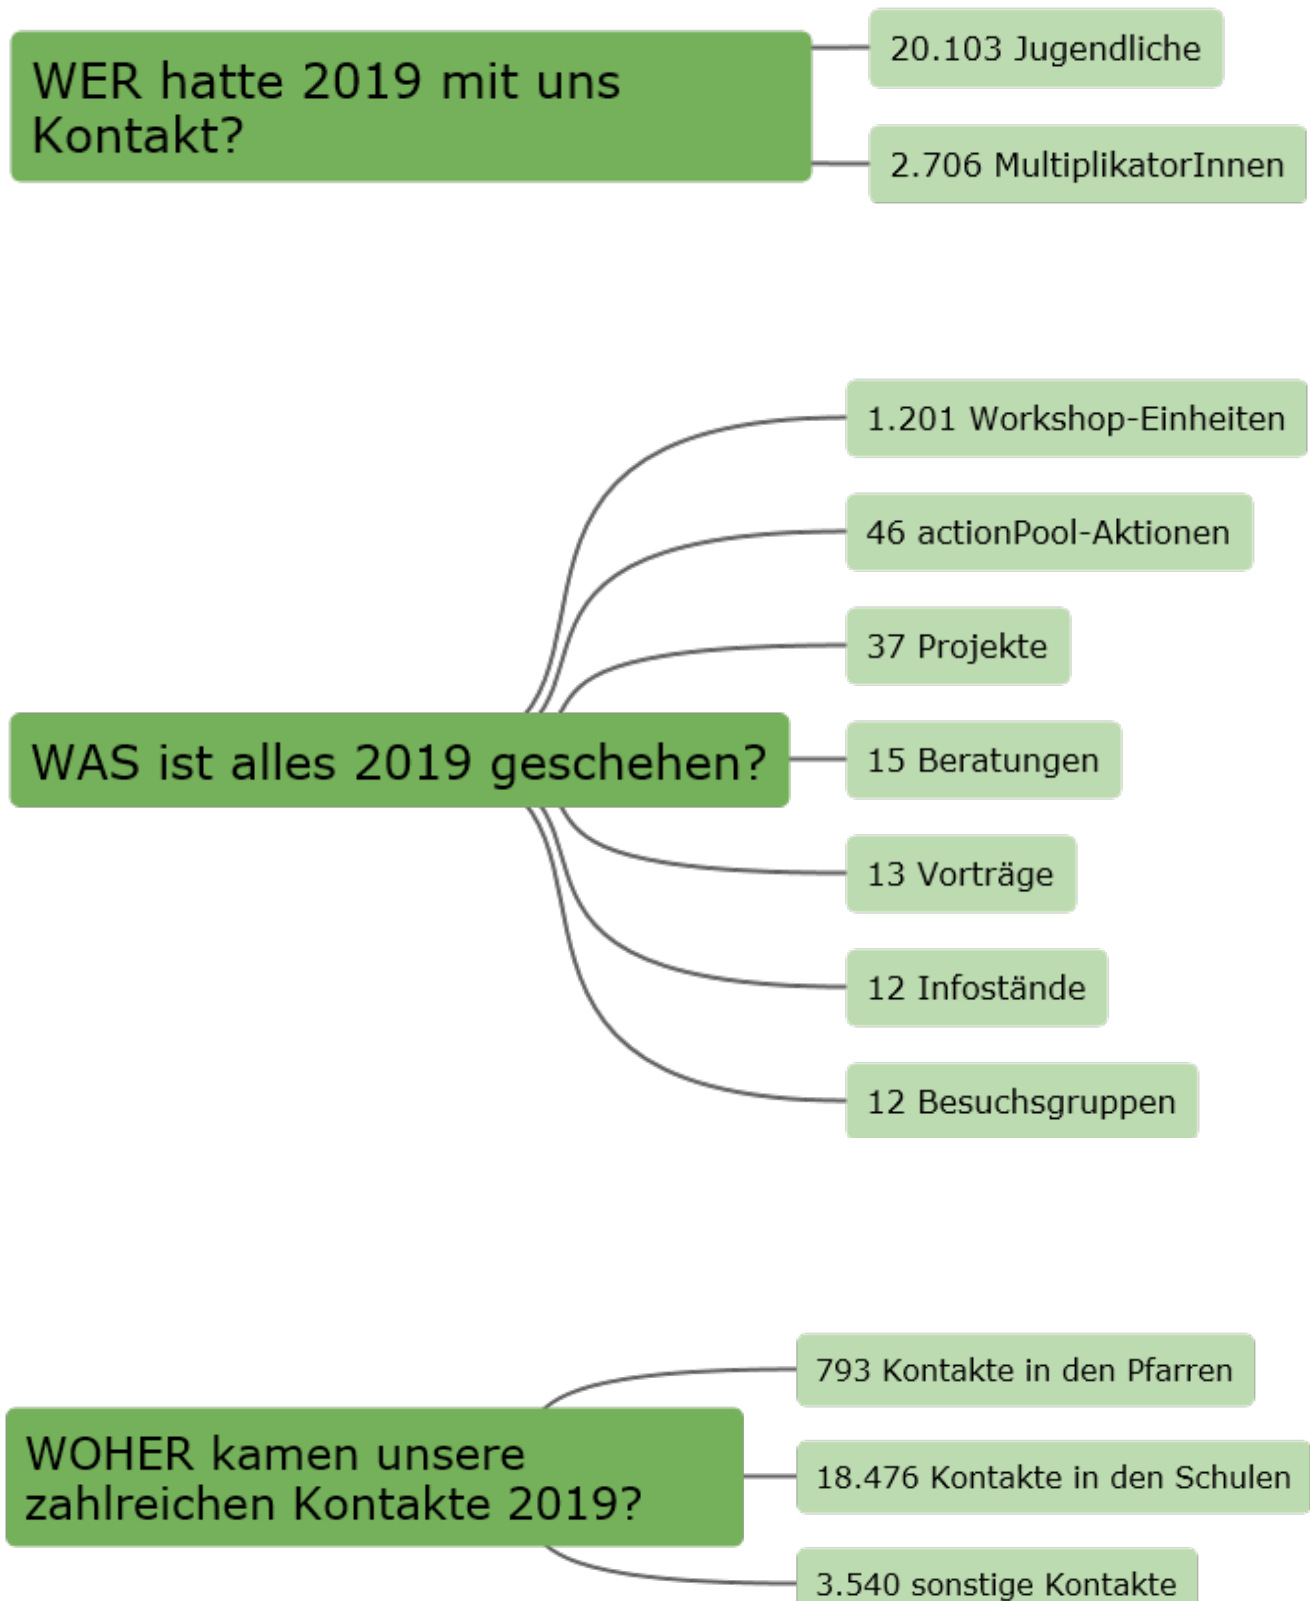 WER hatte 2019 mit uns
Kontakt?
20.103 Jugendliche
2.706 MultiplikatorInnen
WAS ist alles 2019 geschehen?
1.201 Workshop-Einheiten
46 actionPool-Aktionen
37 Projekte
15 Beratungen
13 Vorträge
12 Infostände
12 Besuchsgruppen
WOHER kamen unsere
zahlreichen Kontakte 2019?
793 Kontakte in den Pfarren
18.476 Kontakte in den Schulen
3.540 sonstige Kontakte